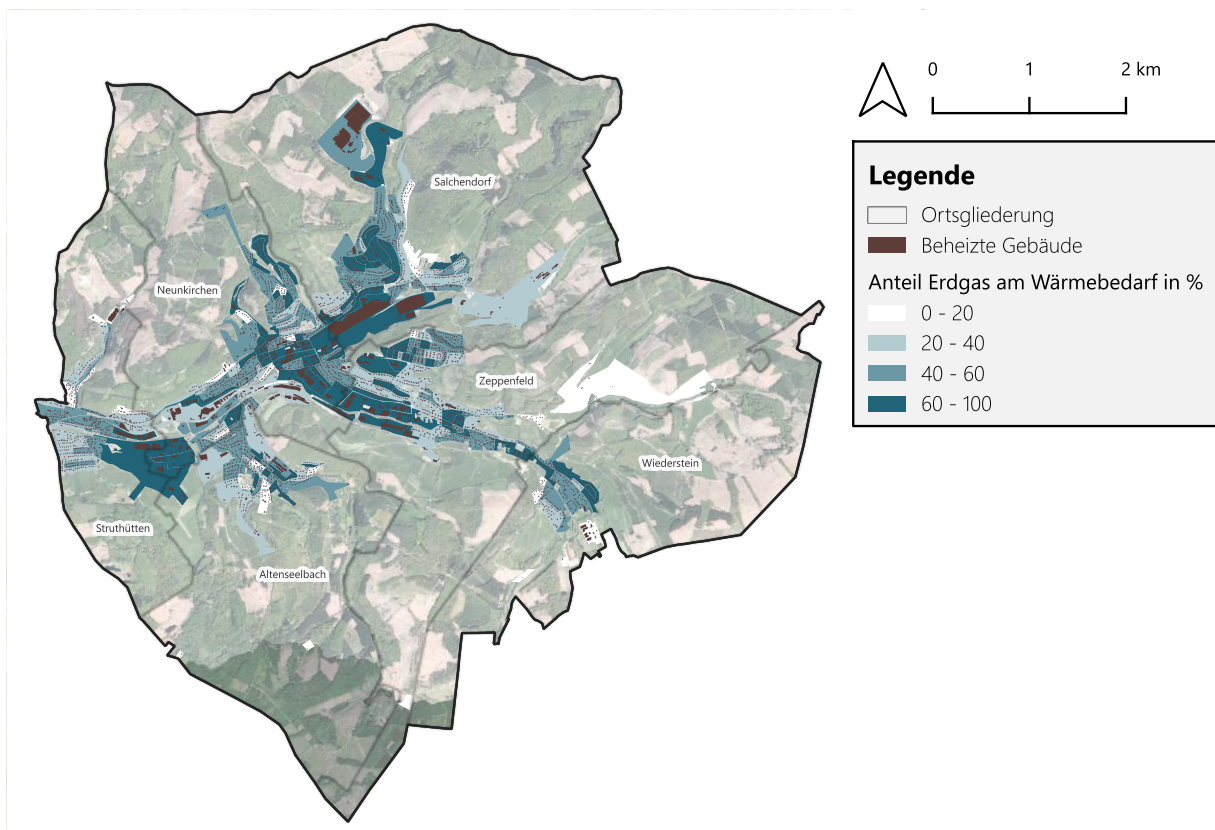 0 1 2 km
Legende
Ortsgliederung
Beheizte Gebäude
Anteil Erdgas am Wärmebedarf in %
0 - 20
20 - 40
40 - 60
60 - 100
Salchendorf
Neunkirchen
Zeppenfeld
Wiederstein
Struthütten
Altenseelbach